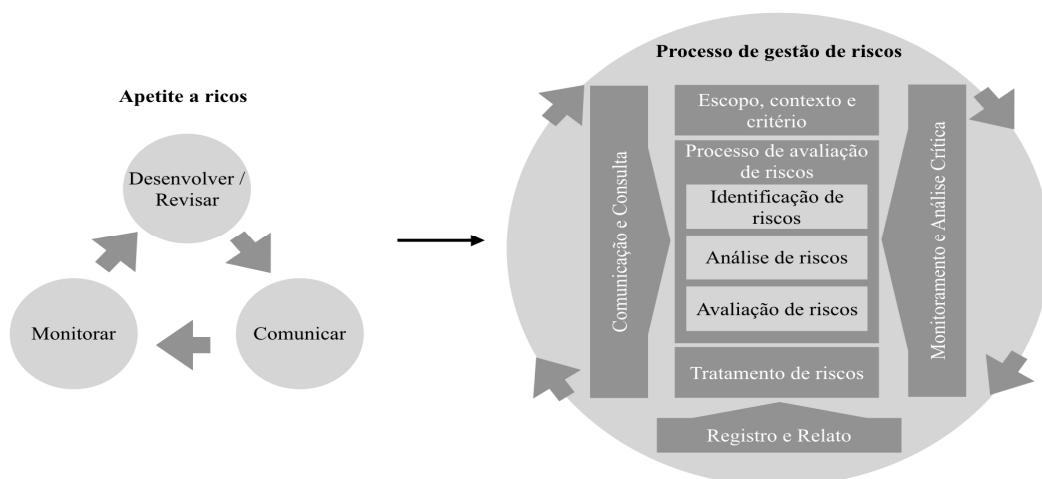 Apetite a ricos
Desenvolver /
Revisar
Monitorar
Comunicar
Processo de gestão de riscos
Comunicação e Consulta
Escopo, contexto e
critério
Processo de avaliação
de riscos
Identificação de
riscos
Análise de riscos
Avaliação de riscos
Tratamento de riscos
Monitoramento e Análise Crítica
Registro e Relato